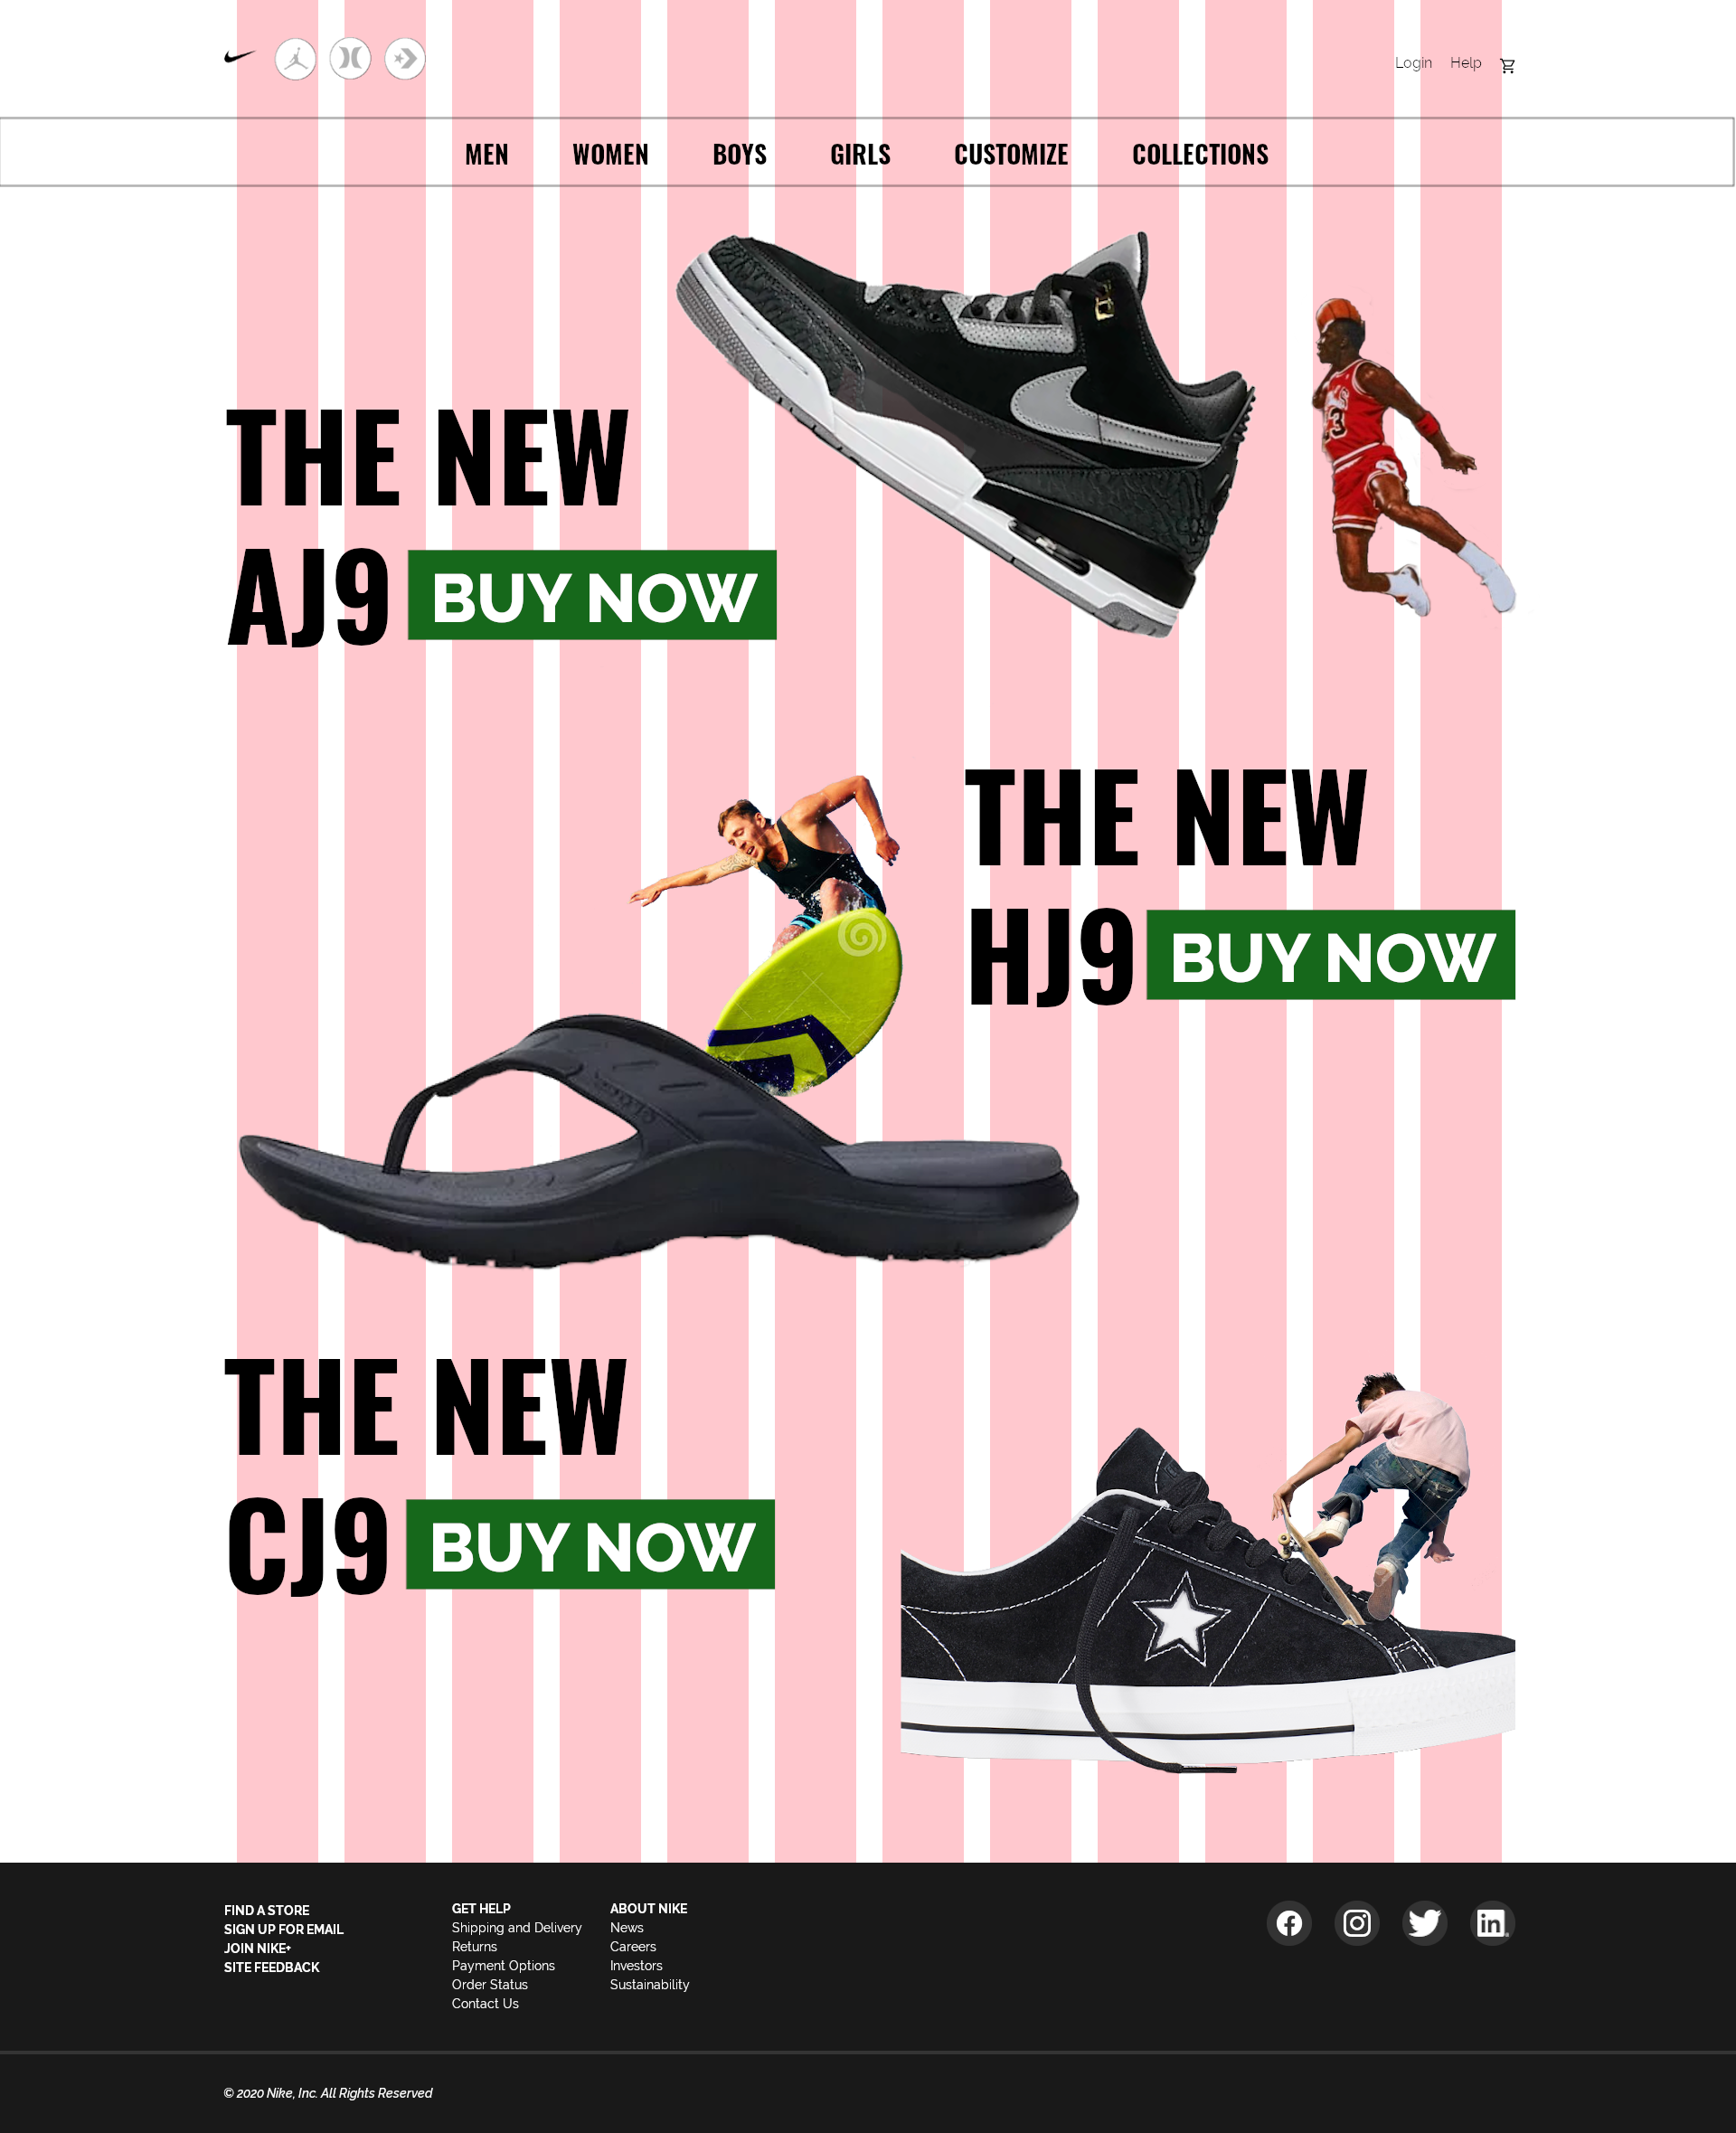 Login Help
MEN WOMEN BOYS GIRLS CUSTOMIZE COLLECTIONS
THE NEW
AJ9 BUY NOW
THE NEW
HJ9 BUY NOW
THE NEW
CJ9 BUY NOW
FIND A STORE
SIGN UP FOR EMAIL
JOIN NIKE+
SITE FEEDBACK
GET HELP
Shipping and Delivery
Returns
Payment Options
Order Status
Contact Us
ABOUT NIKE
News
Careers
Investors
Sustainability
© 2020 Nike, Inc. All Rights Reserved